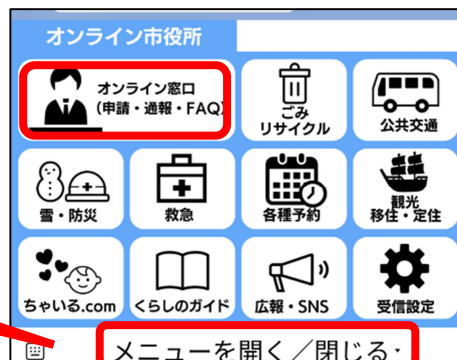 オンライン市役所
オンライン窓口
(申請・通報・FAQ)
ごみ
リサイクル
公共交通
雪・防災
救急
各種予約
観光
移住・定住
ちゃいる.com
くらしのガイド
広報・SNS
受信設定
メニューを開く/閉じる